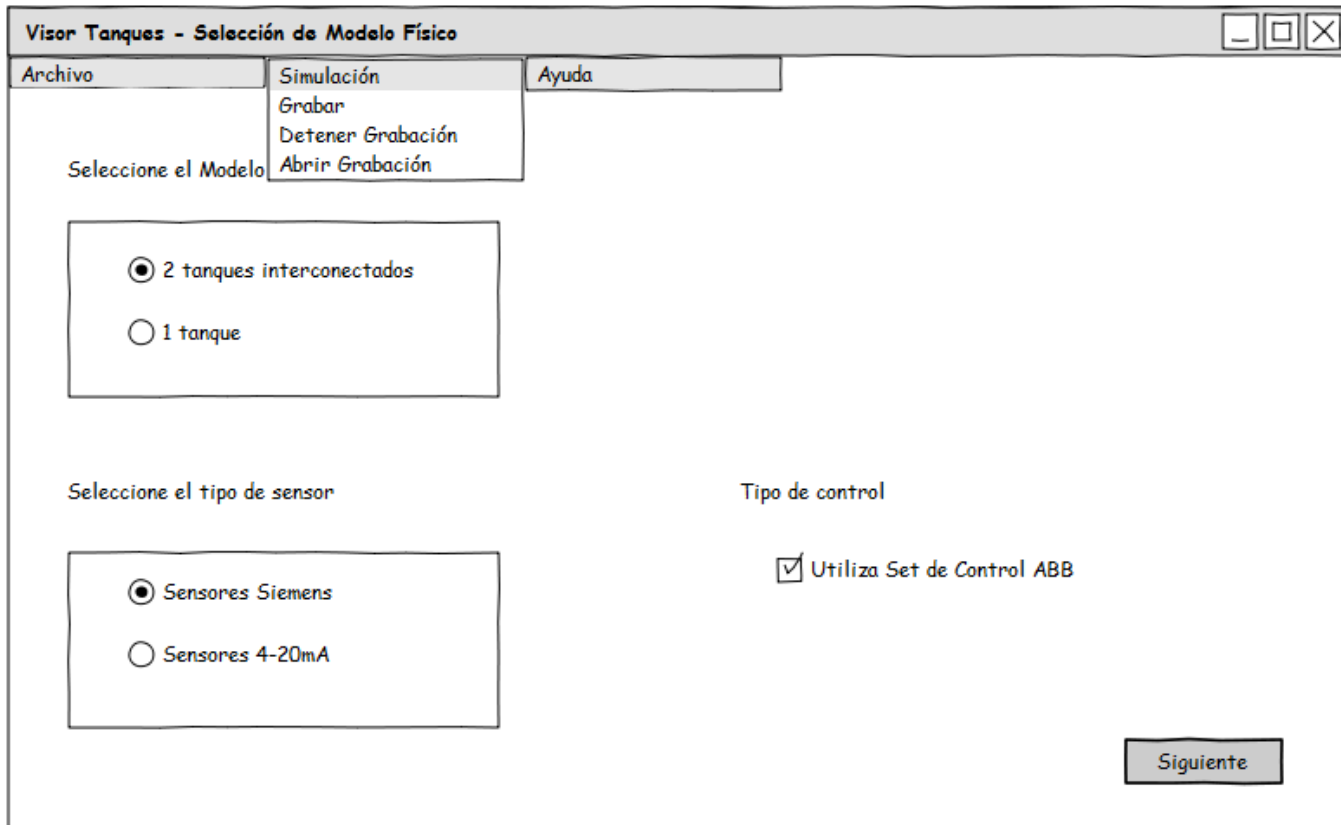 Visor Tanques - Selección de Modelo Físico
Archivo
Simulación
Ayuda
Grabar
Detener Grabación
Abrir Grabación
Seleccione el Modelo
2 tanques interconectados
1 tanque
Seleccione el tipo de sensor
Tipo de control
Sensores Siemens
Utiliza Set de Control ABB
Sensores 4-20mA
Siguiente